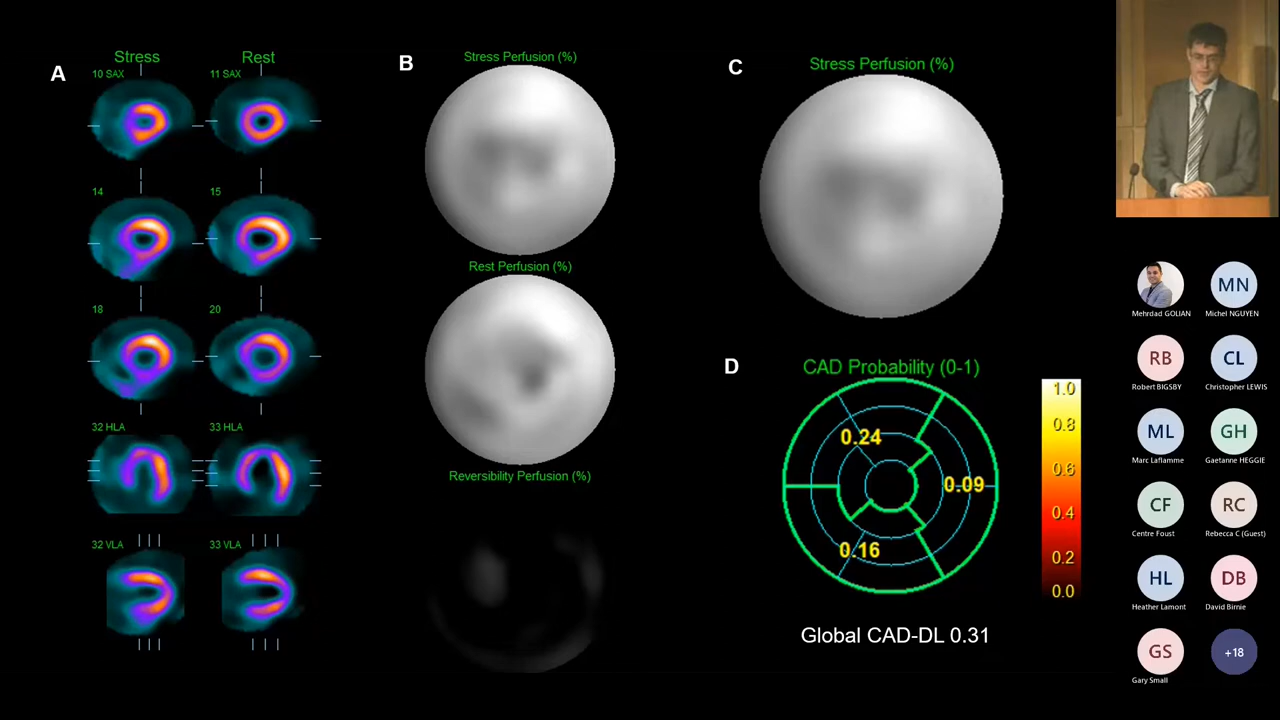 A
Stress Rest
10 SAX 11 SAX
14 15
18 20
32 HLA 33 HLA
32 VLA 33 VLA
B
Stress Perfusion (%)
Rest Perfusion (%)
Reversibility Perfusion (%)
C
Stress Perfusion (%)
D
CAD Probability (0-1)
0.24
0.09
0.16
1.0
0.8
0.6
0.4
0.2
0.0
Global CAD-DL 0.31
Mehrdad GOLIAN
MN
Michel NGUYEN
RB
Robert BIGSBY
CL
Christopher LEWIS
ML
Marc Laflamme
GH
Gaetanne HEGGIE
CF
Centre Foust
RC
Rebecca C (Guest)
HL
Heather Lamont
DB
David Birnie
GS
Gary Small
+18